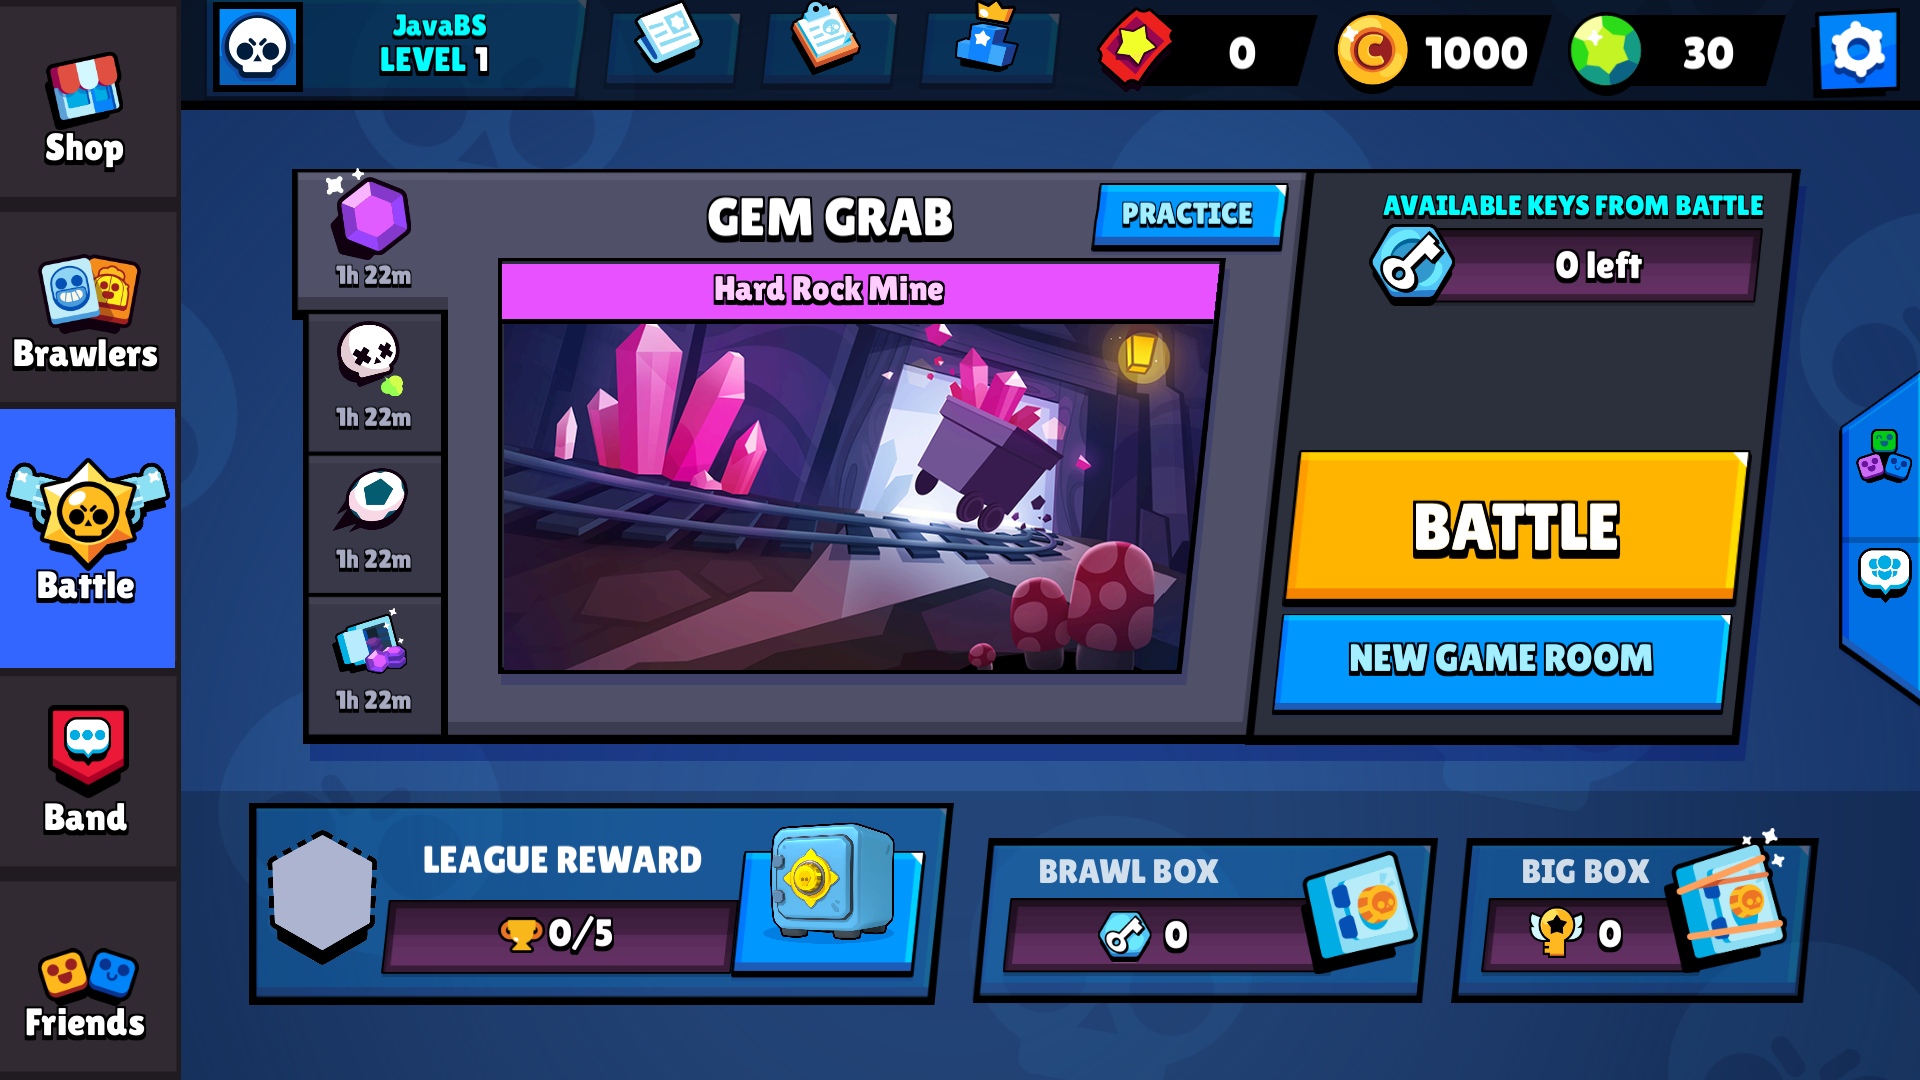 JavaBS
LEVEL 1
0
1000
30
Shop
Brawlers
Battle
Band
Friends
1h 22m
1h 22m
1h 22m
1h 22m
GEM GRAB
PRACTICE
Hard Rock Mine
AVAILABLE KEYS FROM BATTLE
0 left
BATTLE
NEW GAME ROOM
LEAGUE REWARD
0/5
BRAWL BOX
0
BIG BOX
0